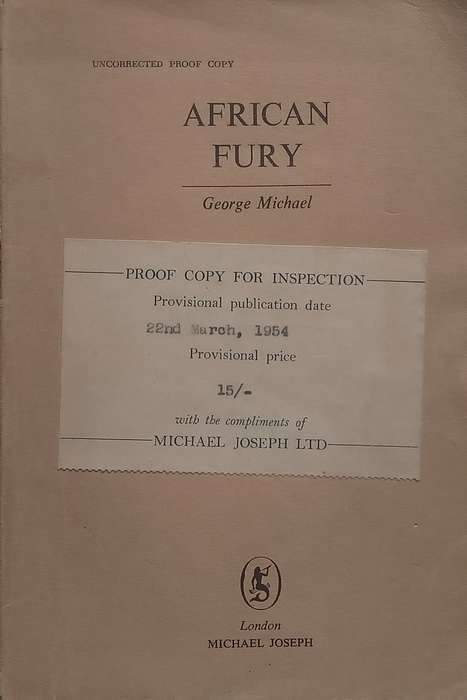 UNCORRECTED PROOF COPY
AFRICAN
FURY
George Michael
PROOF COPY FOR INSPECTION
Provisional publication date
22nd March, 1954
Provisional price
15/-
with the compliments of
MICHAEL JOSEPH LTD
London
MICHAEL JOSEPH